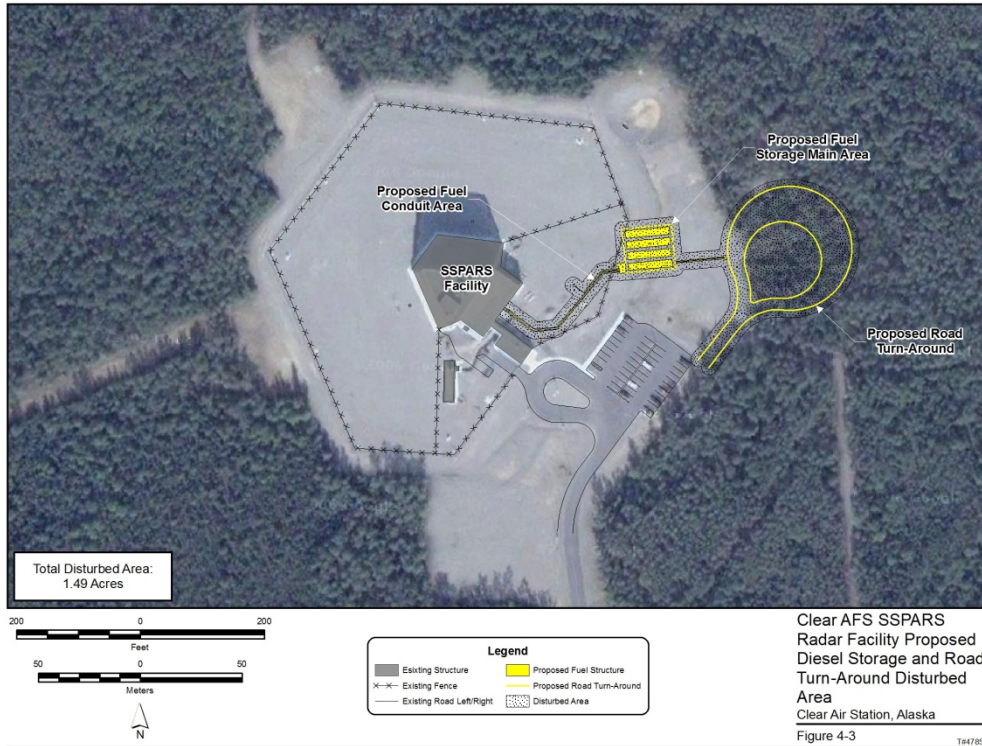 Proposed Fuel
Storage Main Area
Proposed Fuel
Conduit Area
SSPARS
Facility
Proposed Road
Turn-Around
Total Disturbed Area:
1.49 Acres
200 0 200
Feet
50 0 50
Meters
N
Legend
Esixting Structure
Existing Fence
Existing Road Left/Right
Proposed Fuel Structure
Proposed Road Turn-Around
Disturbed Area
Clear AFS SSPARS
Radar Facility Proposed
Diesel Storage and Road
Turn-Around Disturbed
Area
Clear Air Station, Alaska
Figure 4-3